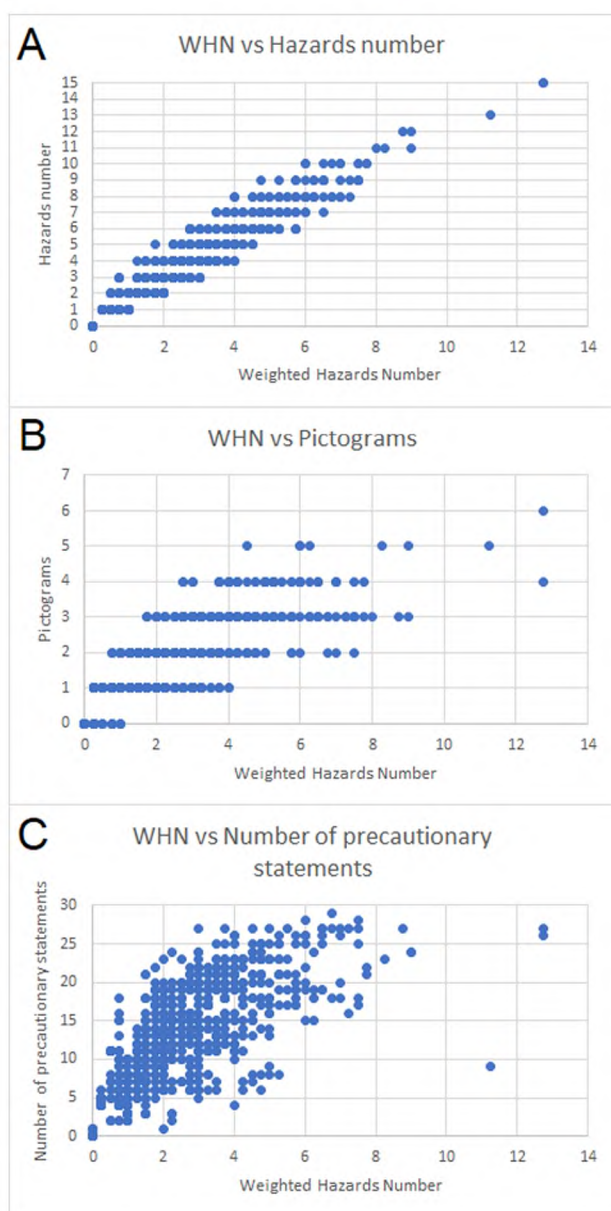 A
WHN vs Hazards number
15
14
13
12
11
10
9
8
7
6
5
4
3
2
1
0
Hazards number
0 2 4 6 8 10 12 14
Weighted Hazards Number
B
WHN vs Pictograms
7
6
5
4
3
2
1
0
Pictograms
0 2 4 6 8 10 12 14
Weighted Hazards Number
C
WHN vs Number of precautionary
statements
30
25
20
15
10
5
0
Number of precautionary statements
0 2 4 6 8 10 12 14
Weighted Hazards Number